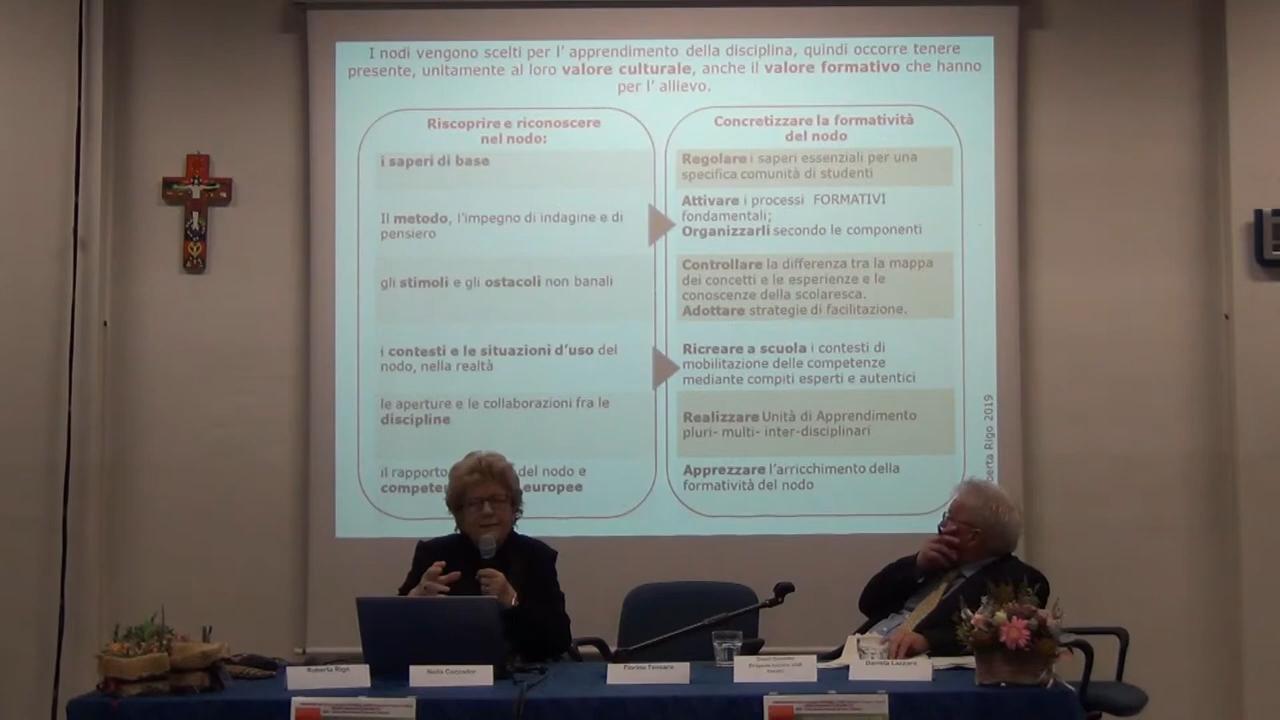 I nodi vengono scelti per l' apprendimento della disciplina, quindi occorre tenere
presente, unitamente al loro valore culturale, anche il valore formativo che hanno
per l' allievo.
Riscoprire e riconoscere
nel nodo:
i saperi di base
Il metodo, l'impegno di indagine e di
pensiero
gli stimoli e gli ostacoli non banali
i contesti e le situazioni d'uso del
nodo, nella realtà
le aperture e le collaborazioni fra le
discipline
il rapporto del nodo e
europee
Concretizzare la formatività
del nodo
Regolare i saperi essenziali per una
specifica comunità di studenti
Attivare i processi FORMATIVI
fondamentali;
Organizzarli secondo le componenti
Controllare la differenza tra la mappa
dei concetti e le esperienze e le
conoscenze della scolaresca.
Adottare strategie di facilitazione.
Ricreare a scuola i contesti di
mobilitazione delle competenze
mediante compiti esperti e autentici
Realizzare Unità di Apprendimento
pluri- multi- inter-disciplinari
Apprezzare l'arricchimento della
formatività del nodo
Rigo 2019
Roberta Rigo
Daniela Lazzaro